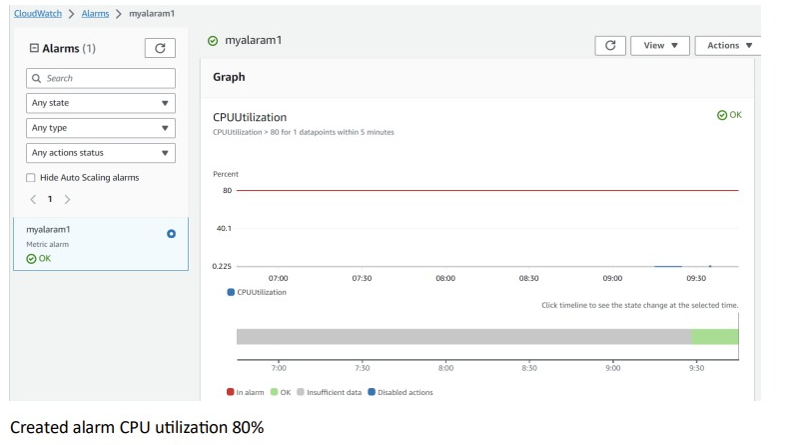 CloudWatch > Alarms > myalaram1
Alarms (1)
Search
Any state
Any type
Any actions status
Hide Auto Scaling alarms
< 1 >
myalaram1
Metric alarm
OK
myalaram1
View
Actions
Graph
CPUUtilization
OK
CPUUtilization > 80 for 1 datapoints within 5 minutes
Percent
80
40.1
0.225
07:00 07:30 08:00 08:30 09:00 09:30
CPUUtilization
Click timeline to see the state change at the selected time.
7:00 7:30 8:00 8:30 9:00 9:30
In alarm OK Insufficient data Disabled actions
Created alarm CPU utilization 80%